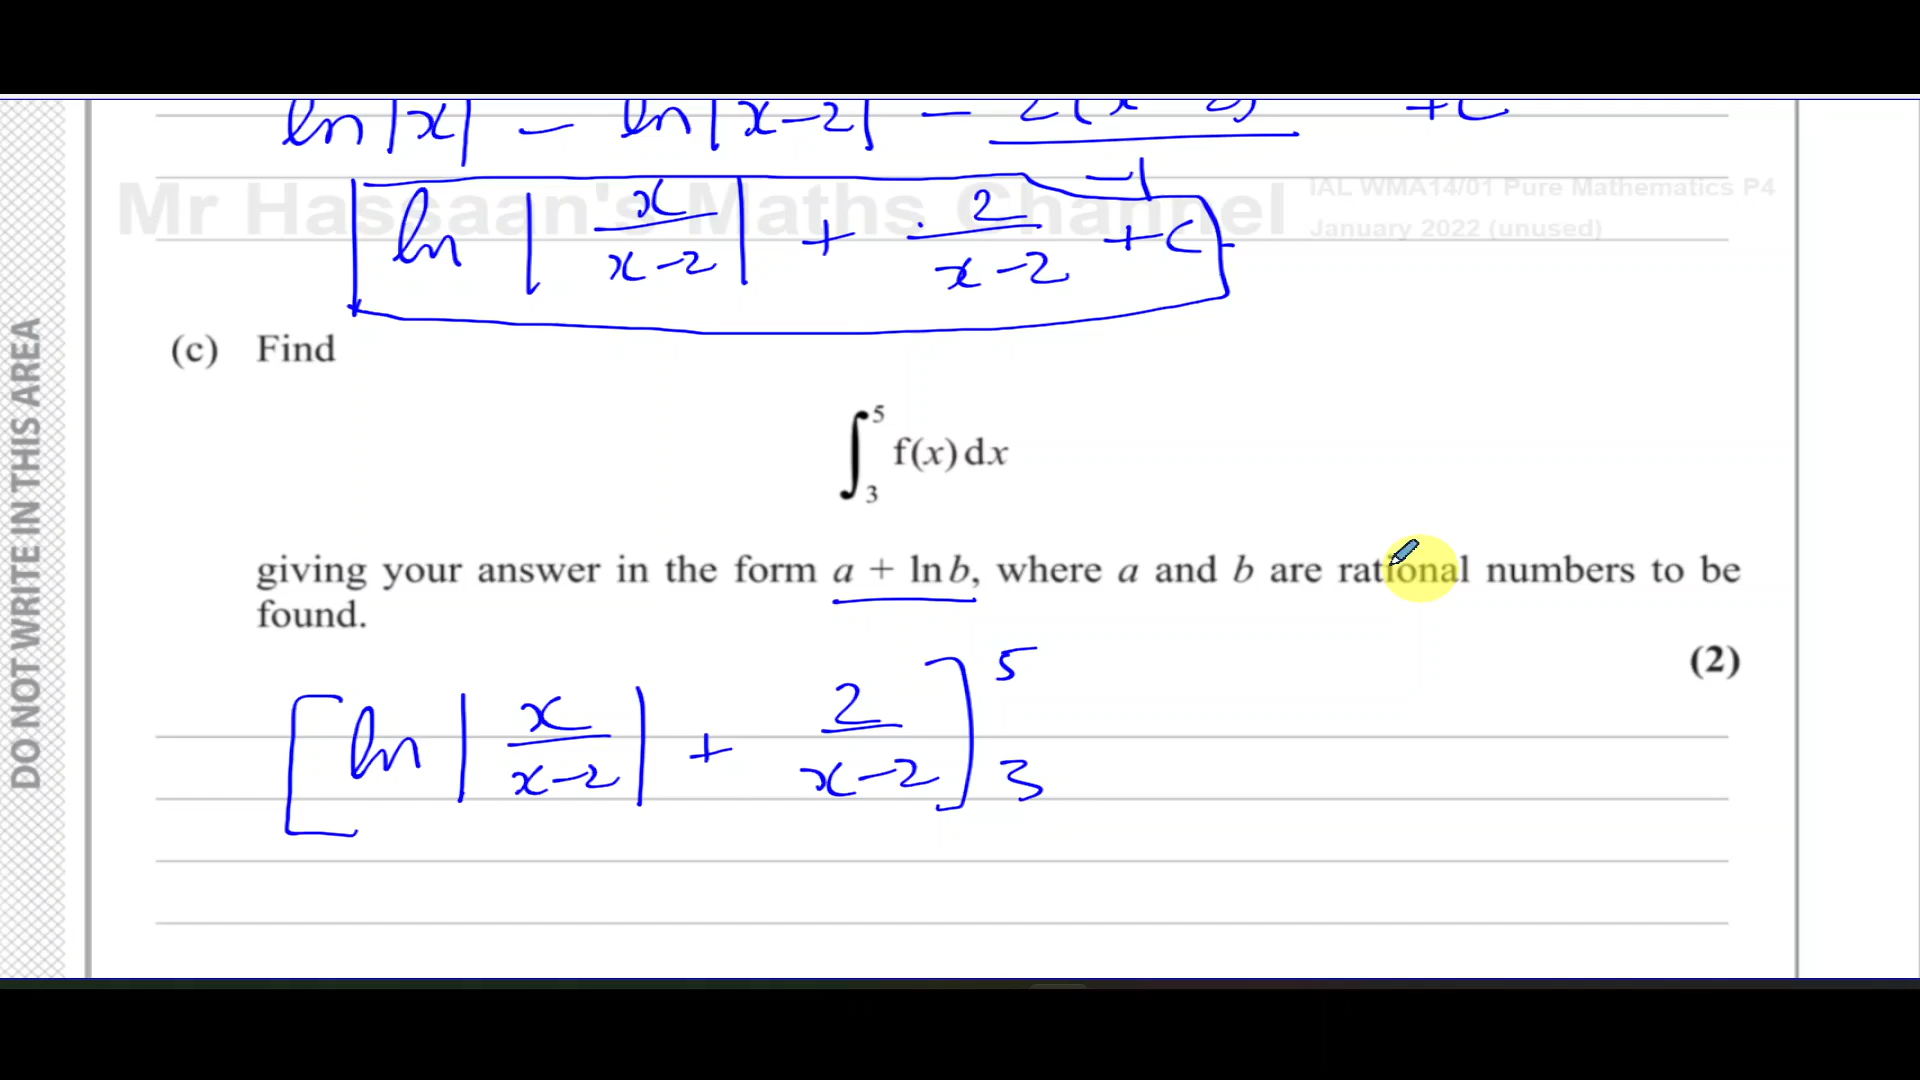 ln|x| − ln|x−2| − +C
−1
Mr Hassaan's Maths Channel
IAL WMA14/01 Pure Mathematics P4
January 2022 (unused)
ln |x/(x−2)| + 2/(x−2) + C
(c) Find
∫₃⁵ f(x) dx
giving your answer in the form a + ln b, where a and b are rational numbers to be
found.
(2)
[ln |x/(x−2)| + 2/(x−2)]₃⁵
DO NOT WRITE IN THIS AREA